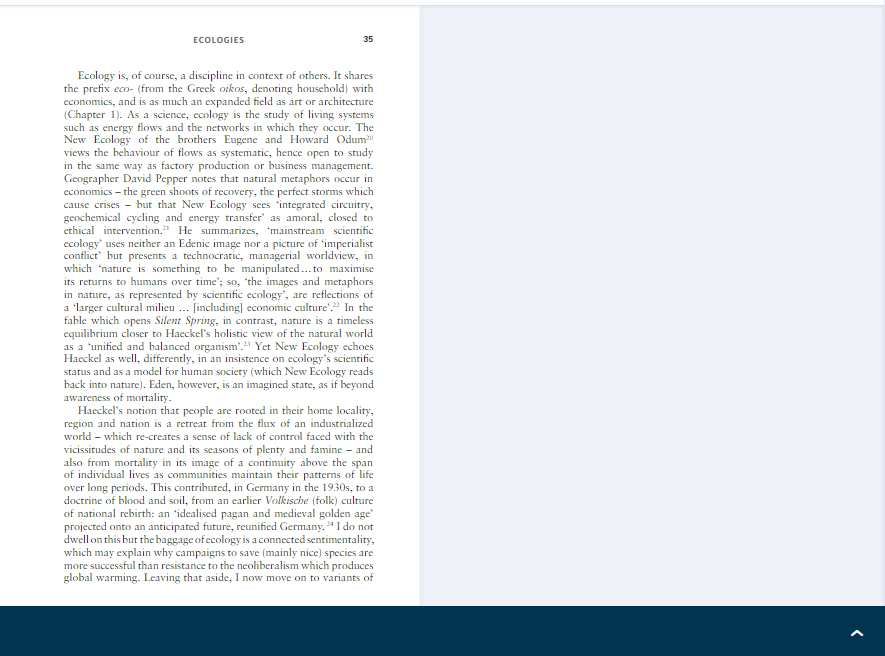 ECOLOGIES 35
Ecology is, of course, a discipline in context of others. It shares
the prefix eco- (from the Greek oikos, denoting household) with
economics, and is as much an expanded field as art or architecture
(Chapter 1). As a science, ecology is the study of living systems
such as energy flows and the networks in which they occur. The
New Ecology of the brothers Eugene and Howard Odum²⁰
views the behaviour of flows as systematic, hence open to study
in the same way as factory production or business management.
Geographer David Pepper notes that natural metaphors occur in
economics – the green shoots of recovery, the perfect storms which
cause crises – but that New Ecology sees ‘integrated circuitry,
geochemical cycling and energy transfer’ as amoral, closed to
ethical intervention.²¹ He summarizes, ‘mainstream scientific
ecology’ uses neither an Edenic image nor a picture of ‘imperialist
conflict’ but presents a technocratic, managerial worldview, in
which ‘nature is something to be manipulated…to maximise
its returns to humans over time’; so, ‘the images and metaphors
in nature, as represented by scientific ecology’, are reflections of
a ‘larger cultural milieu … [including] economic culture’.²² In the
fable which opens Silent Spring, in contrast, nature is a timeless
equilibrium closer to Haeckel’s holistic view of the natural world
as a ‘unified and balanced organism’.²³ Yet New Ecology echoes
Haeckel as well, differently, in an insistence on ecology’s scientific
status and as a model for human society (which New Ecology reads
back into nature). Eden, however, is an imagined state, as if beyond
awareness of mortality.
Haeckel’s notion that people are rooted in their home locality,
region and nation is a retreat from the flux of an industrialized
world – which re-creates a sense of lack of control faced with the
vicissitudes of nature and its seasons of plenty and famine – and
also from mortality in its image of a continuity above the span
of individual lives as communities maintain their patterns of life
over long periods. This contributed, in Germany in the 1930s, to a
doctrine of blood and soil, from an earlier Volkische (folk) culture
of national rebirth: an ‘idealised pagan and medieval golden age’
projected onto an anticipated future, reunified Germany. ²⁴ I do not
dwell on this but the baggage of ecology is a connected sentimentality,
which may explain why campaigns to save (mainly nice) species are
more successful than resistance to the neoliberalism which produces
global warming. Leaving that aside, I now move on to variants of